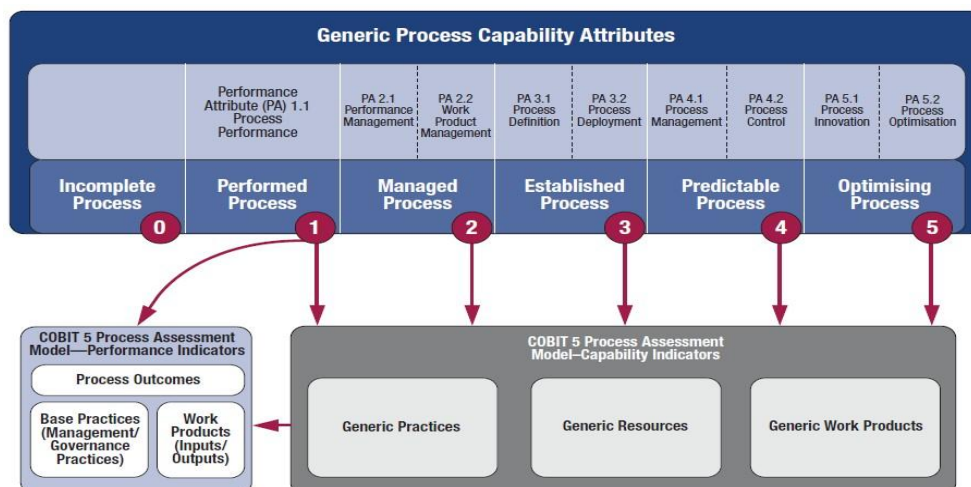 Generic Process Capability Attributes
Performance
Attribute (PA) 1.1
Process
Performance
PA 2.1
Performance
Management
PA 2.2
Work
Product
Management
PA 3.1
Process
Definition
PA 3.2
Process
Deployment
PA 4.1
Process
Management
PA 4.2
Process
Control
PA 5.1
Process
Innovation
PA 5.2
Process
Optimisation
Incomplete
Process
0
Performed
Process
1
Managed
Process
2
Established
Process
3
Predictable
Process
4
Optimising
Process
5
COBIT 5 Process Assessment
Model—Performance Indicators
Process Outcomes
Base Practices
(Management/
Governance
Practices)
Work
Products
(Inputs/
Outputs)
COBIT 5 Process Assessment
Model–Capability Indicators
Generic Practices
Generic Resources
Generic Work Products